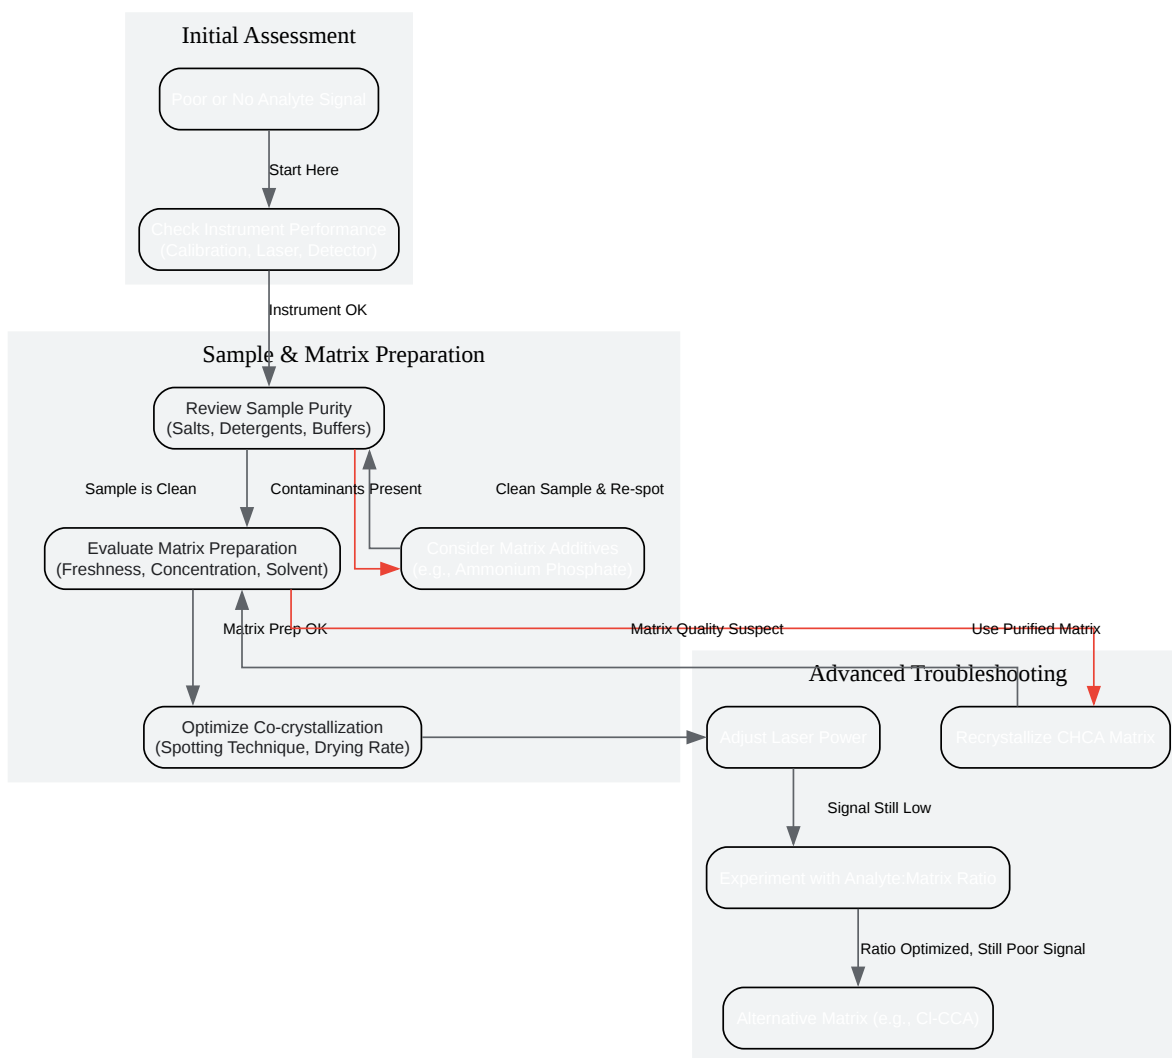 Initial Assessment
Poor or No Analyte Signal
Start Here
Check Instrument Performance
(Calibration, Laser, Detector)
Instrument OK
Sample & Matrix Preparation
Review Sample Purity
(Salts, Detergents, Buffers)
Sample is Clean
Contaminants Present
Clean Sample & Re-spot
Evaluate Matrix Preparation
(Freshness, Concentration, Solvent)
Consider Matrix Additives
(e.g., Ammonium Phosphate)
Matrix Prep OK
Matrix Quality Suspect
Use Purified Matrix
Advanced Troubleshooting
Optimize Co-crystallization
(Spotting Technique, Drying Rate)
Adjust Laser Power
Recrystallize CHCA Matrix
Signal Still Low
Experiment with Analyte:Matrix Ratio
Ratio Optimized, Still Poor Signal
Alternative Matrix (e.g., Cl-CCA)